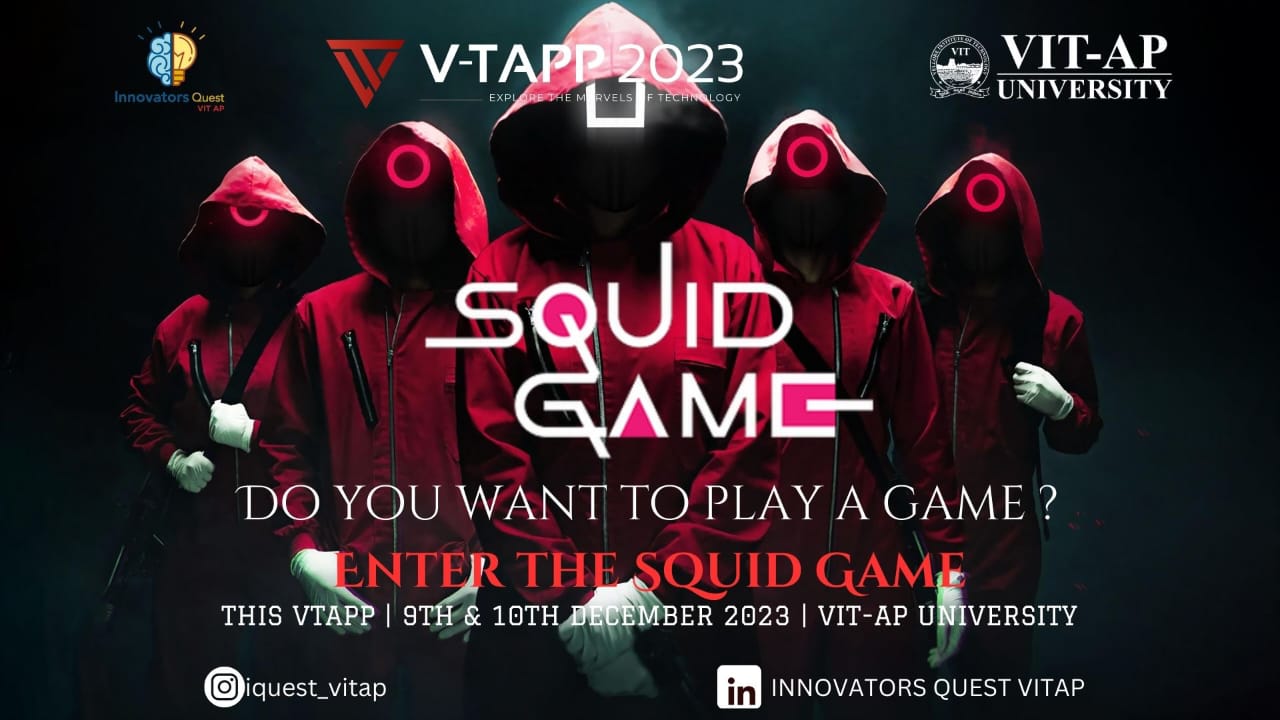 Innovators Quest
VIT AP
V-TAPP 2023
EXPLORE THE MARVELS OF TECHNOLOGY
VIT
VIT-AP
UNIVERSITY
SQUID
GAME
DO YOU WANT TO PLAY A GAME ?
ENTER THE SQUID GAME
THIS VTAPP | 9TH & 10TH DECEMBER 2023 | VIT-AP UNIVERSITY
iquest_vitap
in INNOVATORS QUEST VITAP